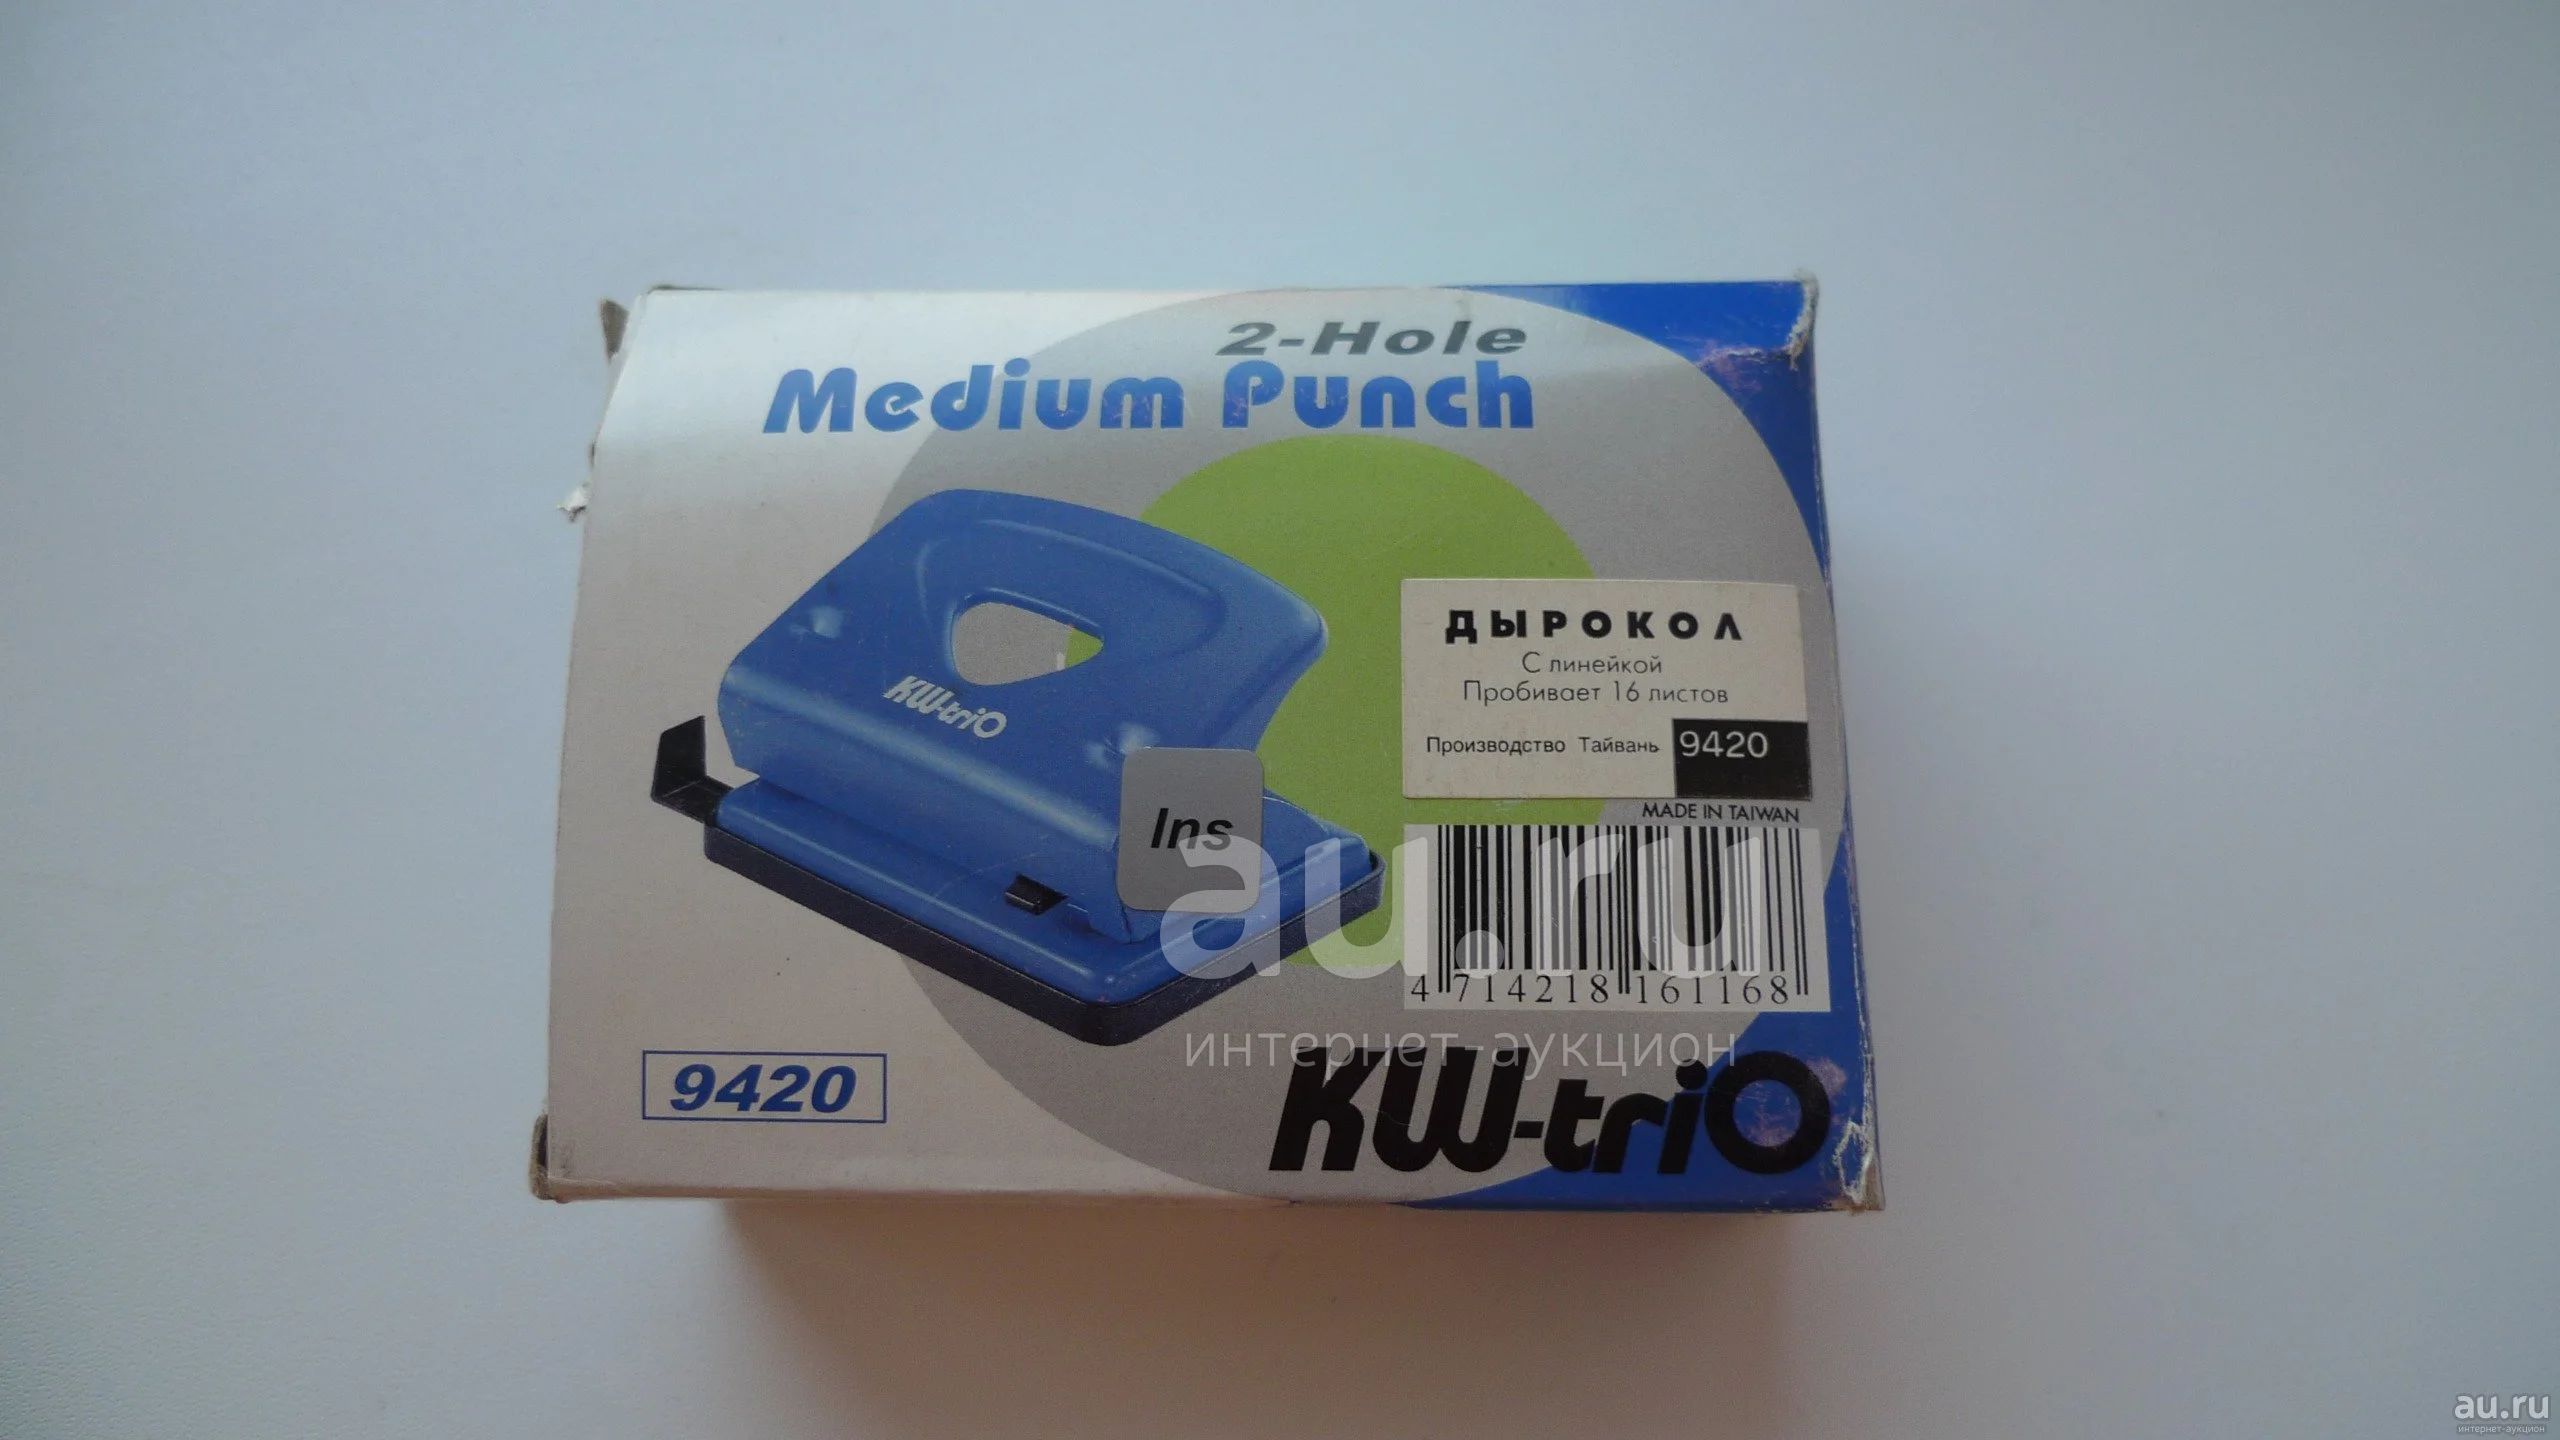 2-Hole
Medium Punch
KW-triO
ДЫРОКОЛ
С линейкой
Пробивает 16 листов
Производство Тайвань 9420
MADE IN TAIWAN
Ins
au.ru
4 714218 161168
интернет-аукцион
9420
KW-triO
au.ru
интернет-аукцион